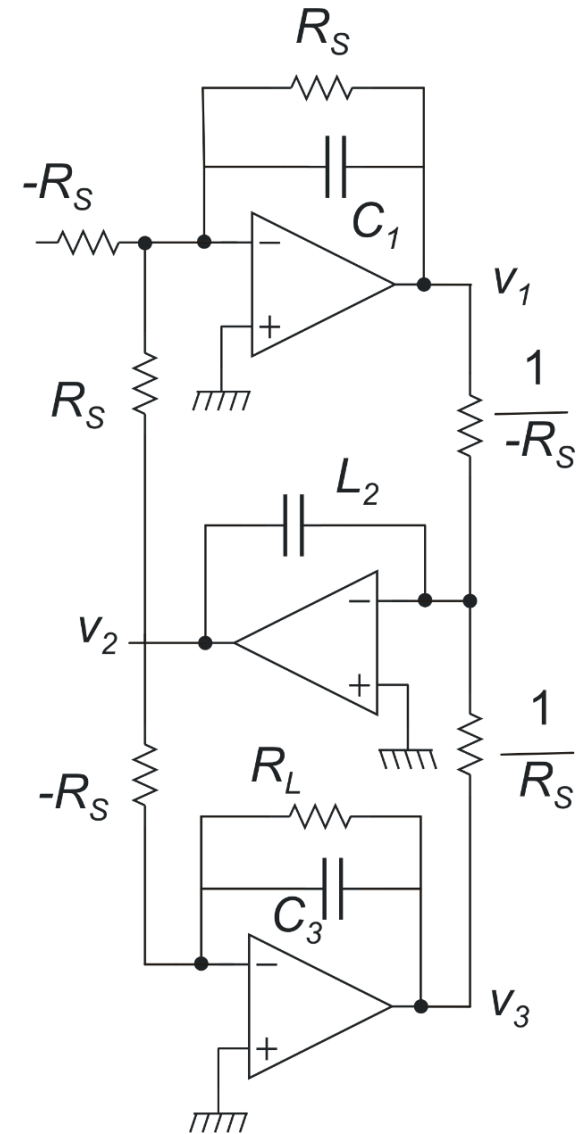 R_S
-R_S
C_1
−
+
v_1
R_S
1
-R_S
L_2
−
v_2
+
1
R_S
R_L
-R_S
C_3
−
v_3
+